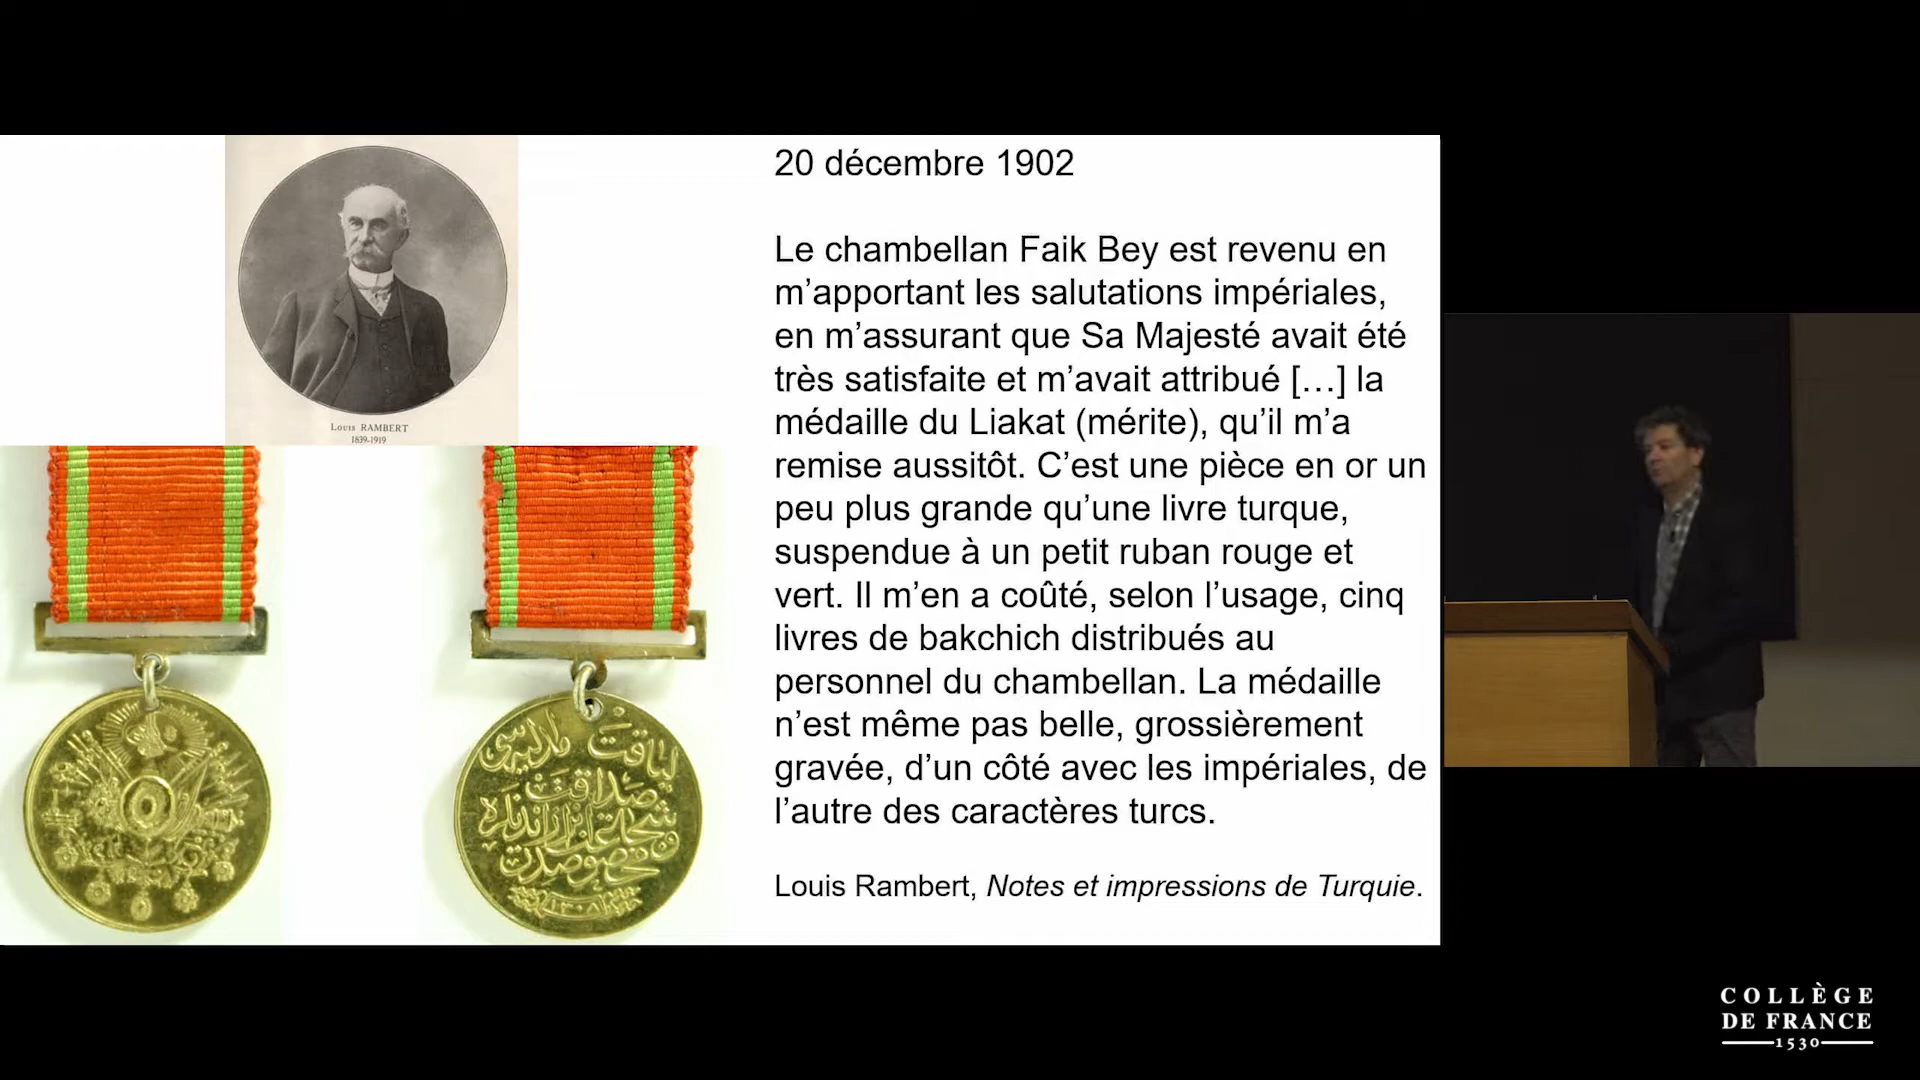 Louis RAMBERT
1839-1919
20 décembre 1902
Le chambellan Faik Bey est revenu en
m’apportant les salutations impériales,
en m’assurant que Sa Majesté avait été
très satisfaite et m’avait attribué […] la
médaille du Liakat (mérite), qu’il m’a
remise aussitôt. C’est une pièce en or un
peu plus grande qu’une livre turque,
suspendue à un petit ruban rouge et
vert. Il m’en a coûté, selon l’usage, cinq
livres de bakchich distribués au
personnel du chambellan. La médaille
n’est même pas belle, grossièrement
gravée, d’un côté avec les impériales, de
l’autre des caractères turcs.
Louis Rambert, Notes et impressions de Turquie.
لیاقت مدالیسی
صداقت
١٣٠٨
COLLÈGE
DE FRANCE
1530